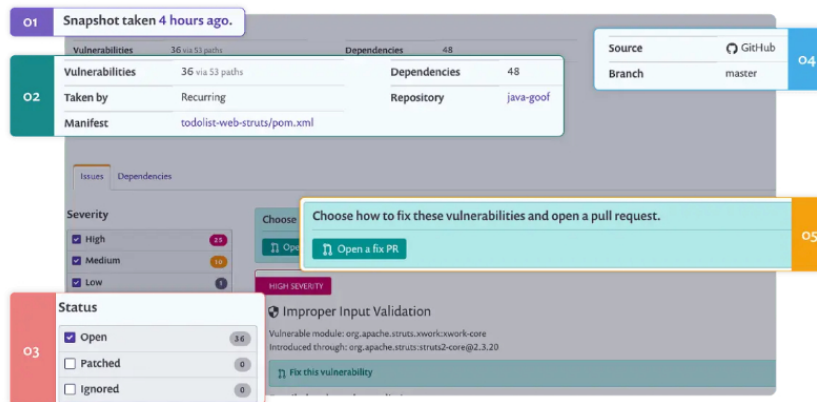 01 Snapshot taken 4 hours ago.
Vulnerabilities 36 via 53 paths Dependencies 48
02
Vulnerabilities 36 via 53 paths Dependencies 48
Taken by Recurring Repository java-goof
Manifest todolist-web-struts/pom.xml
04
Source GitHub
Branch master
Issues Dependencies
Severity
High 25
Medium 10
Low 1
03
Status
Open 36
Patched 0
Ignored 0
Choose
Ope
05
Choose how to fix these vulnerabilities and open a pull request.
Open a fix PR
HIGH SEVERITY
Improper Input Validation
Vulnerable module: org.apache.struts.xwork:xwork-core
Introduced through: org.apache.struts:struts2-core@2.3.20
Fix this vulnerability